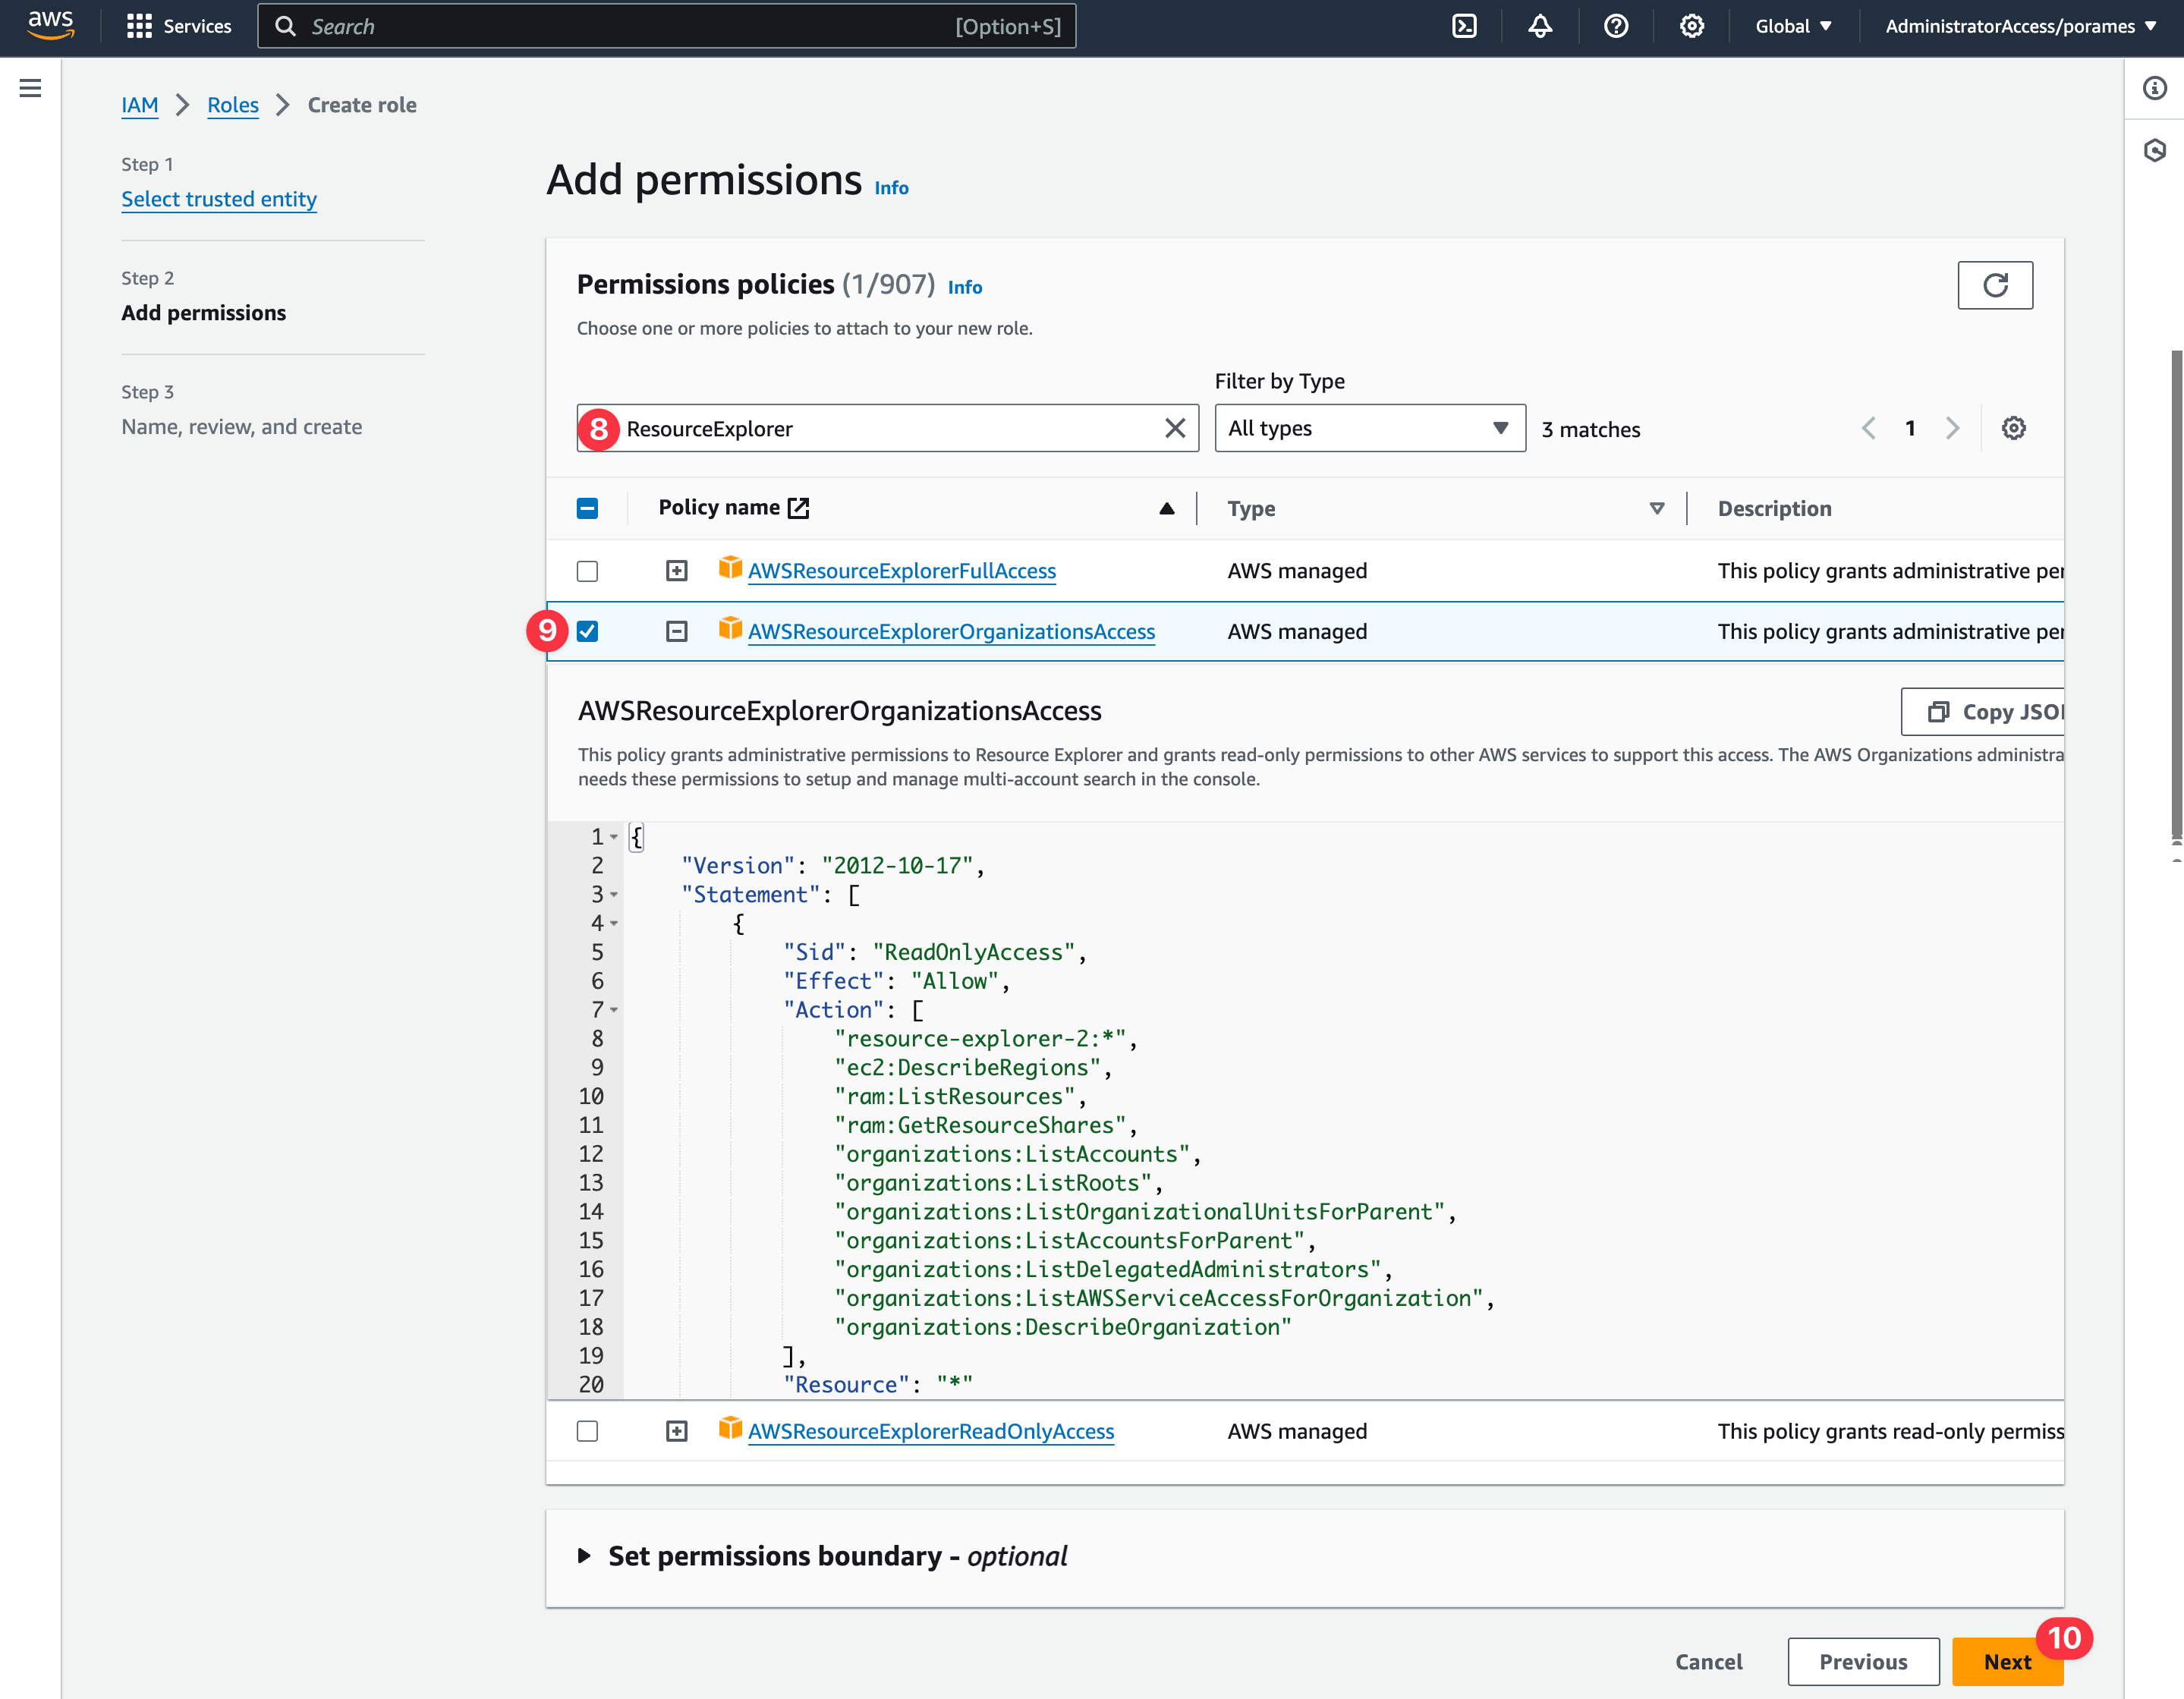 aws Services Search [Option+S] Global AdministratorAccess/porames
IAM Roles Create role
Step 1
Select trusted entity
Step 2
Add permissions
Step 3
Name, review, and create
Add permissions Info
Permissions policies (1/907) Info
Choose one or more policies to attach to your new role.
Filter by Type
8 ResourceExplorer All types 3 matches 1
Policy name Type Description
AWSResourceExplorerFullAccess AWS managed This policy grants administrative per
9 AWSResourceExplorerOrganizationsAccess AWS managed This policy grants administrative per
AWSResourceExplorerOrganizationsAccess Copy JSO
This policy grants administrative permissions to Resource Explorer and grants read-only permissions to other AWS services to support this access. The AWS Organizations administra
needs these permissions to setup and manage multi-account search in the console.
1 {
2 "Version": "2012-10-17",
3 "Statement": [
4 {
5 "Sid": "ReadOnlyAccess",
6 "Effect": "Allow",
7 "Action": [
8 "resource-explorer-2:*",
9 "ec2:DescribeRegions",
10 "ram:ListResources",
11 "ram:GetResourceShares",
12 "organizations:ListAccounts",
13 "organizations:ListRoots",
14 "organizations:ListOrganizationalUnitsForParent",
15 "organizations:ListAccountsForParent",
16 "organizations:ListDelegatedAdministrators",
17 "organizations:ListAWSServiceAccessForOrganization",
18 "organizations:DescribeOrganization"
19 ],
20 "Resource": "*"
AWSResourceExplorerReadOnlyAccess AWS managed This policy grants read-only permiss
Set permissions boundary - optional
10
Cancel Previous Next